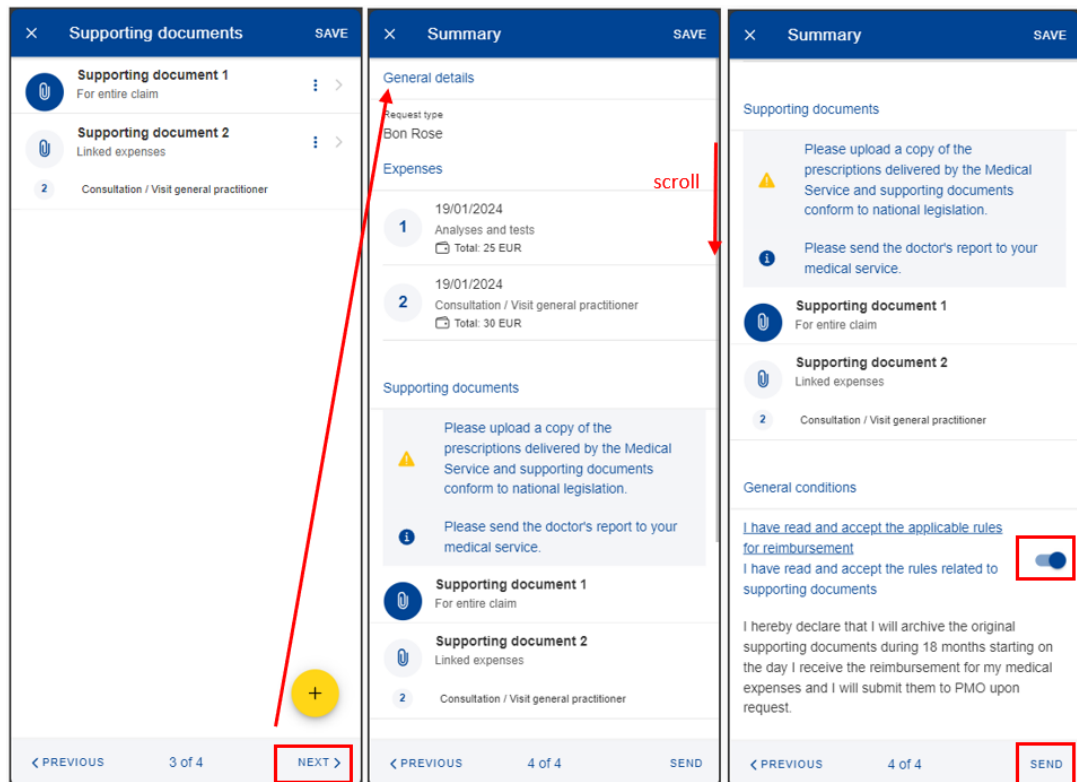 Supporting documents SAVE
Supporting document 1
For entire claim
Supporting document 2
Linked expenses
2 Consultation / Visit general practitioner
+
PREVIOUS 3 of 4 NEXT
Summary SAVE
General details
Request type
Bon Rose
Expenses
scroll
1 19/01/2024
Analyses and tests
Total: 25 EUR
2 19/01/2024
Consultation / Visit general practitioner
Total: 30 EUR
Supporting documents
Please upload a copy of the
prescriptions delivered by the Medical
Service and supporting documents
conform to national legislation.
Please send the doctor's report to your
medical service.
Supporting document 1
For entire claim
Supporting document 2
Linked expenses
2 Consultation / Visit general practitioner
PREVIOUS 4 of 4 SEND
Summary SAVE
Supporting documents
Please upload a copy of the
prescriptions delivered by the Medical
Service and supporting documents
conform to national legislation.
Please send the doctor's report to your
medical service.
Supporting document 1
For entire claim
Supporting document 2
Linked expenses
2 Consultation / Visit general practitioner
General conditions
I have read and accept the applicable rules
for reimbursement
I have read and accept the rules related to
supporting documents
I hereby declare that I will archive the original
supporting documents during 18 months starting on
the day I receive the reimbursement for my medical
expenses and I will submit them to PMO upon
request.
PREVIOUS 4 of 4 SEND